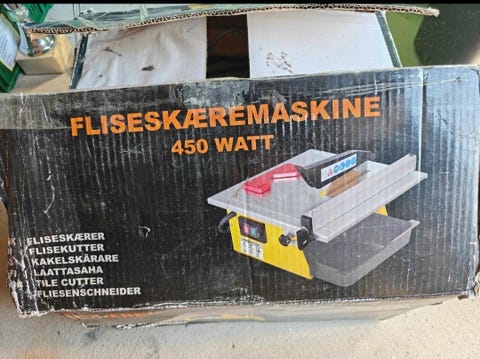 FLISESKÆREMASKINE
450 WATT
FLISESKÆRER
FLISEKUTTER
KAKELSKÄRARE
LAATTASAHA
TILE CUTTER
FLIESENSCHNEIDER